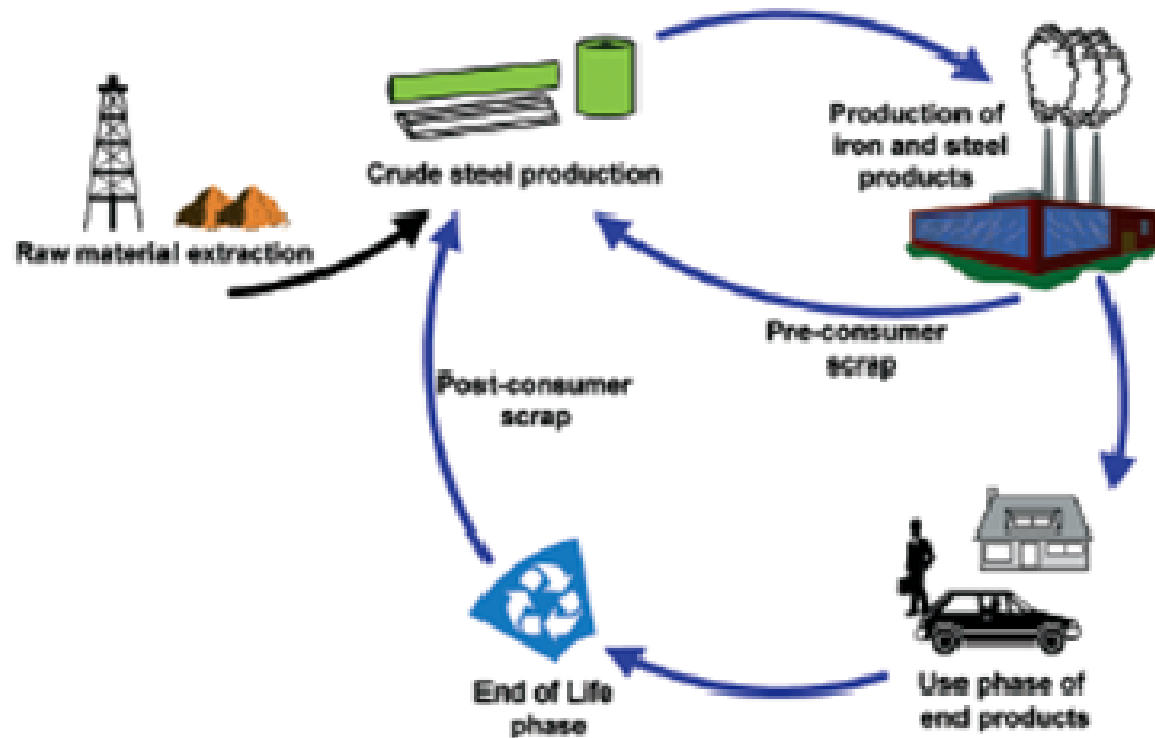 Crude steel production
Production of
iron and steel
products
Raw material extraction
Pre-consumer
scrap
Post-consumer
scrap
End of Life
phase
Use phase of
end products